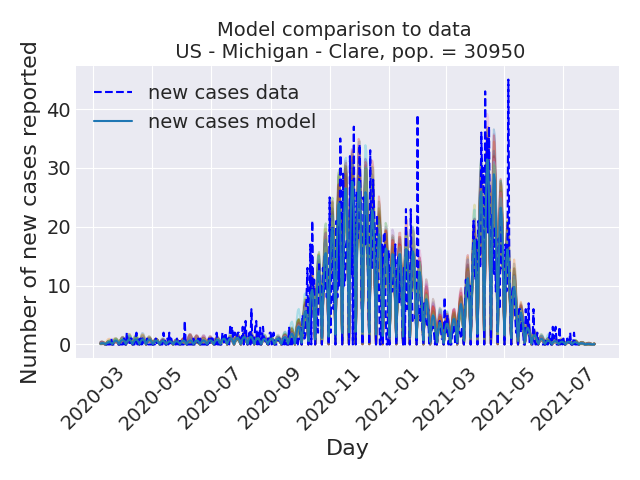 Model comparison to data
US - Michigan - Clare, pop. = 30950
Number of new cases reported
new cases data
new cases model
40
30
20
10
0
2020-03
2020-05
2020-07
2020-09
2020-11
2021-01
2021-03
2021-05
2021-07
Day